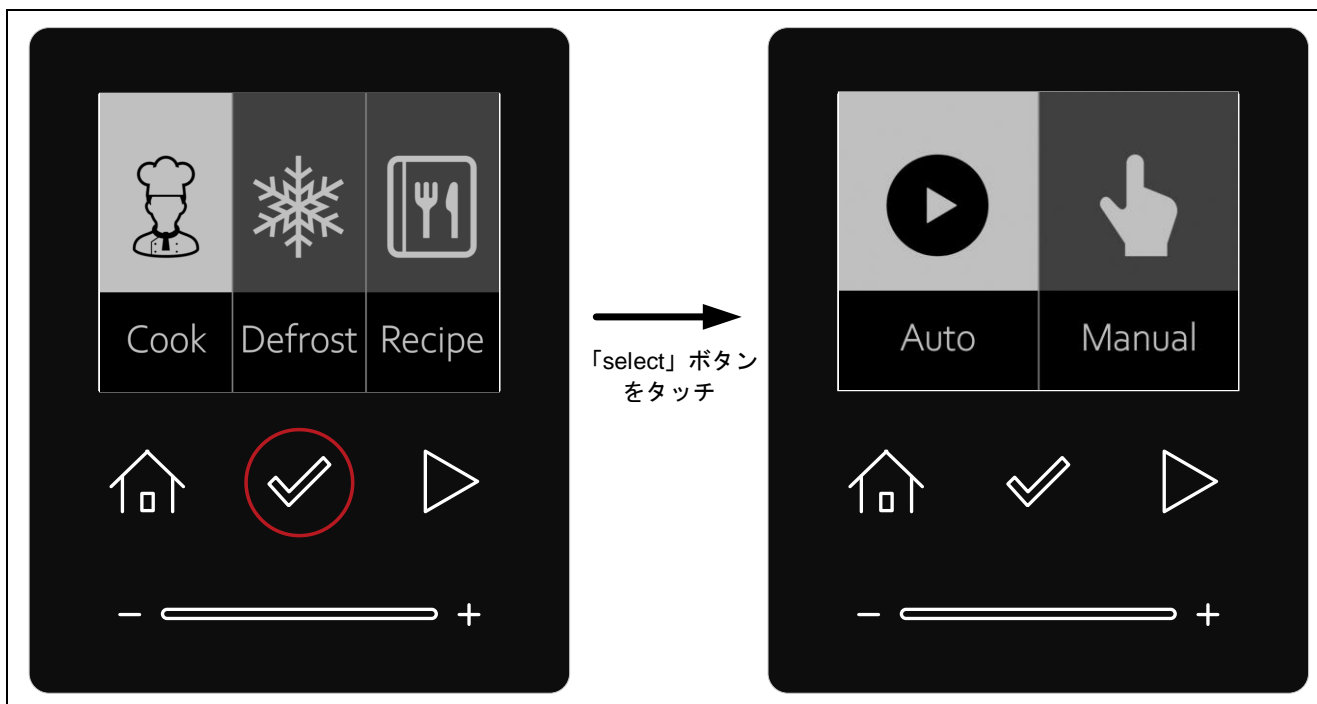 Cook
Defrost
Recipe
「select」ボタン
をタッチ
Auto
Manual